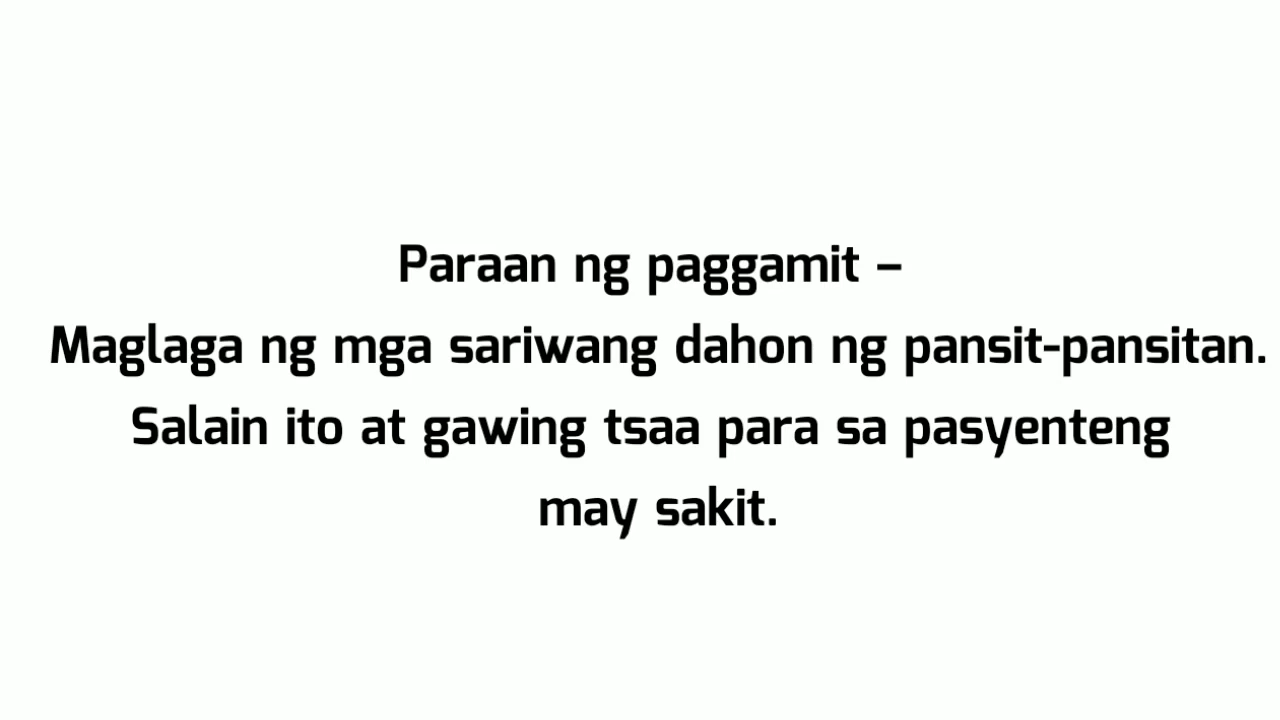 Paraan ng paggamit –
Maglaga ng mga sariwang dahon ng pansit-pansitan.
Salain ito at gawing tsaa para sa pasyenteng
may sakit.